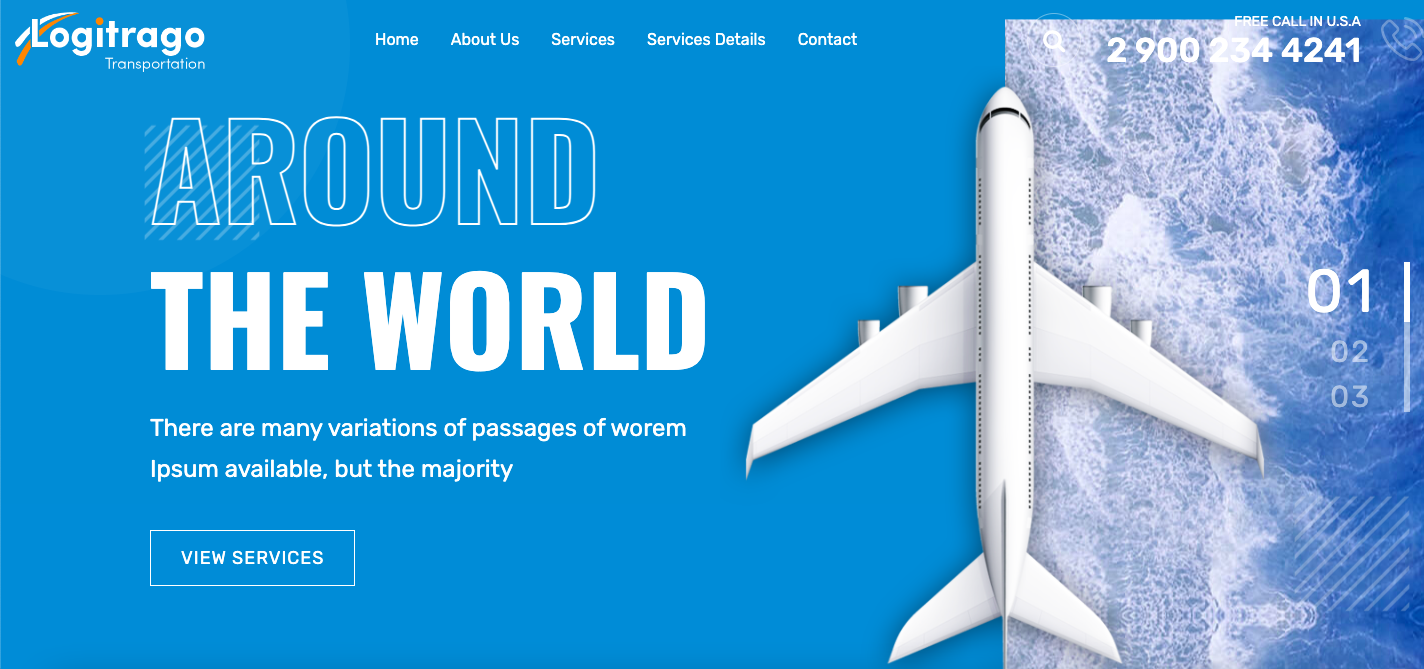 Logitrago
Transportation
Home About Us Services Services Details Contact
FREE CALL IN U.S.A
2 900 234 4241
AROUND
THE WORLD
There are many variations of passages of worem
Ipsum available, but the majority
VIEW SERVICES
01
02
03